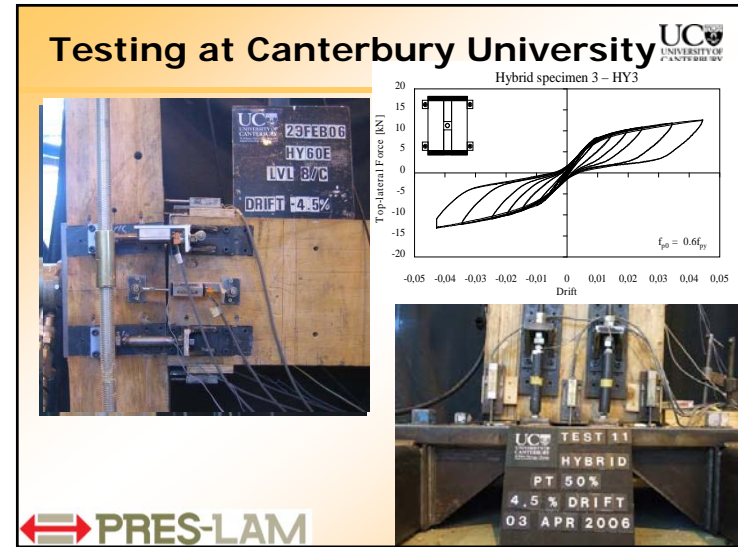 Testing at Canterbury University
UC
UNIVERSITY OF
CANTERBURY
Hybrid specimen 3 – HY3
Top-lateral Force [kN]
20
15
10
5
0
-5
-10
-15
-20
fp0 = 0.6fpy
-0,05 -0,04 -0,03 -0,02 -0,01 0 0,01 0,02 0,03 0,04 0,05
Drift
UC
UNIVERSITY OF
CANTERBURY
23FEB06
HY60E
LVL B/C
DRIFT -4.5%
UC
UNIVERSITY OF
CANTERBURY
TEST 11
HYBRID
PT 50%
4.5 % DRIFT
03 APR 2006
PRES-LAM